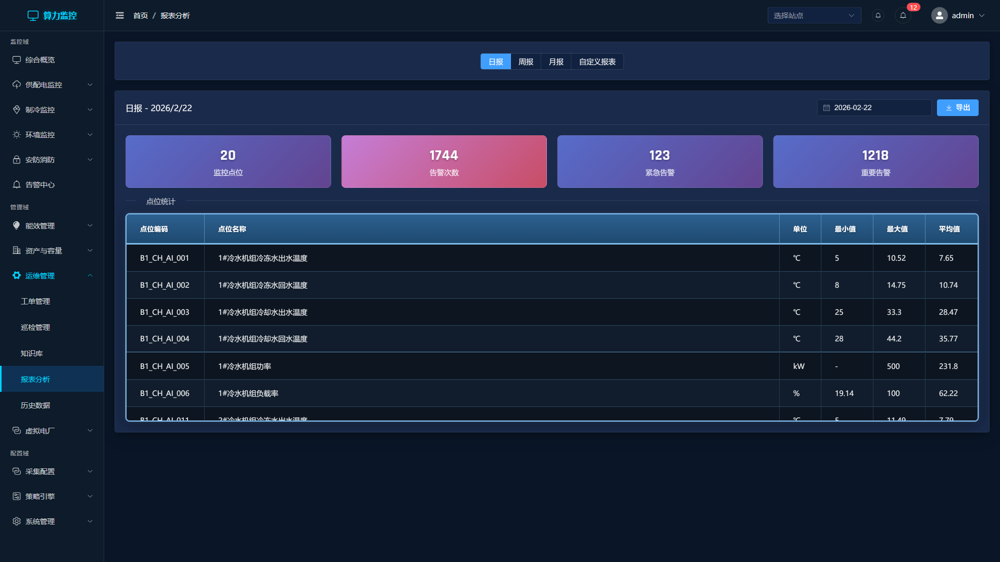 算力监控
首页 / 报表分析
选择站点
12
admin
监控域
综合概览
供配电监控
制冷监控
环境监控
安防消防
告警中心
管理域
能效管理
资产与容量
运维管理
工单管理
巡检管理
知识库
报表分析
历史数据
虚拟电厂
配置域
采集配置
策略引擎
系统管理
日报 周报 月报 自定义报表
日报 - 2026/2/22
2026-02-22
导出
20
监控点位
1744
告警次数
123
紧急告警
1218
重要告警
点位统计
点位编码 点位名称 单位 最小值 最大值 平均值
B1_CH_AI_001 1#冷水机组冷冻水出水温度 ℃ 5 10.52 7.65
B1_CH_AI_002 1#冷水机组冷冻水回水温度 ℃ 8 14.75 10.74
B1_CH_AI_003 1#冷水机组冷却水出水温度 ℃ 25 33.3 28.47
B1_CH_AI_004 1#冷水机组冷却水回水温度 ℃ 28 44.2 35.77
B1_CH_AI_005 1#冷水机组功率 kW - 500 231.8
B1_CH_AI_006 1#冷水机组负载率 % 19.14 100 62.22
B1_CH_AI_011 2#冷水机组冷冻水出水温度 ℃ 5 11.49 7.79